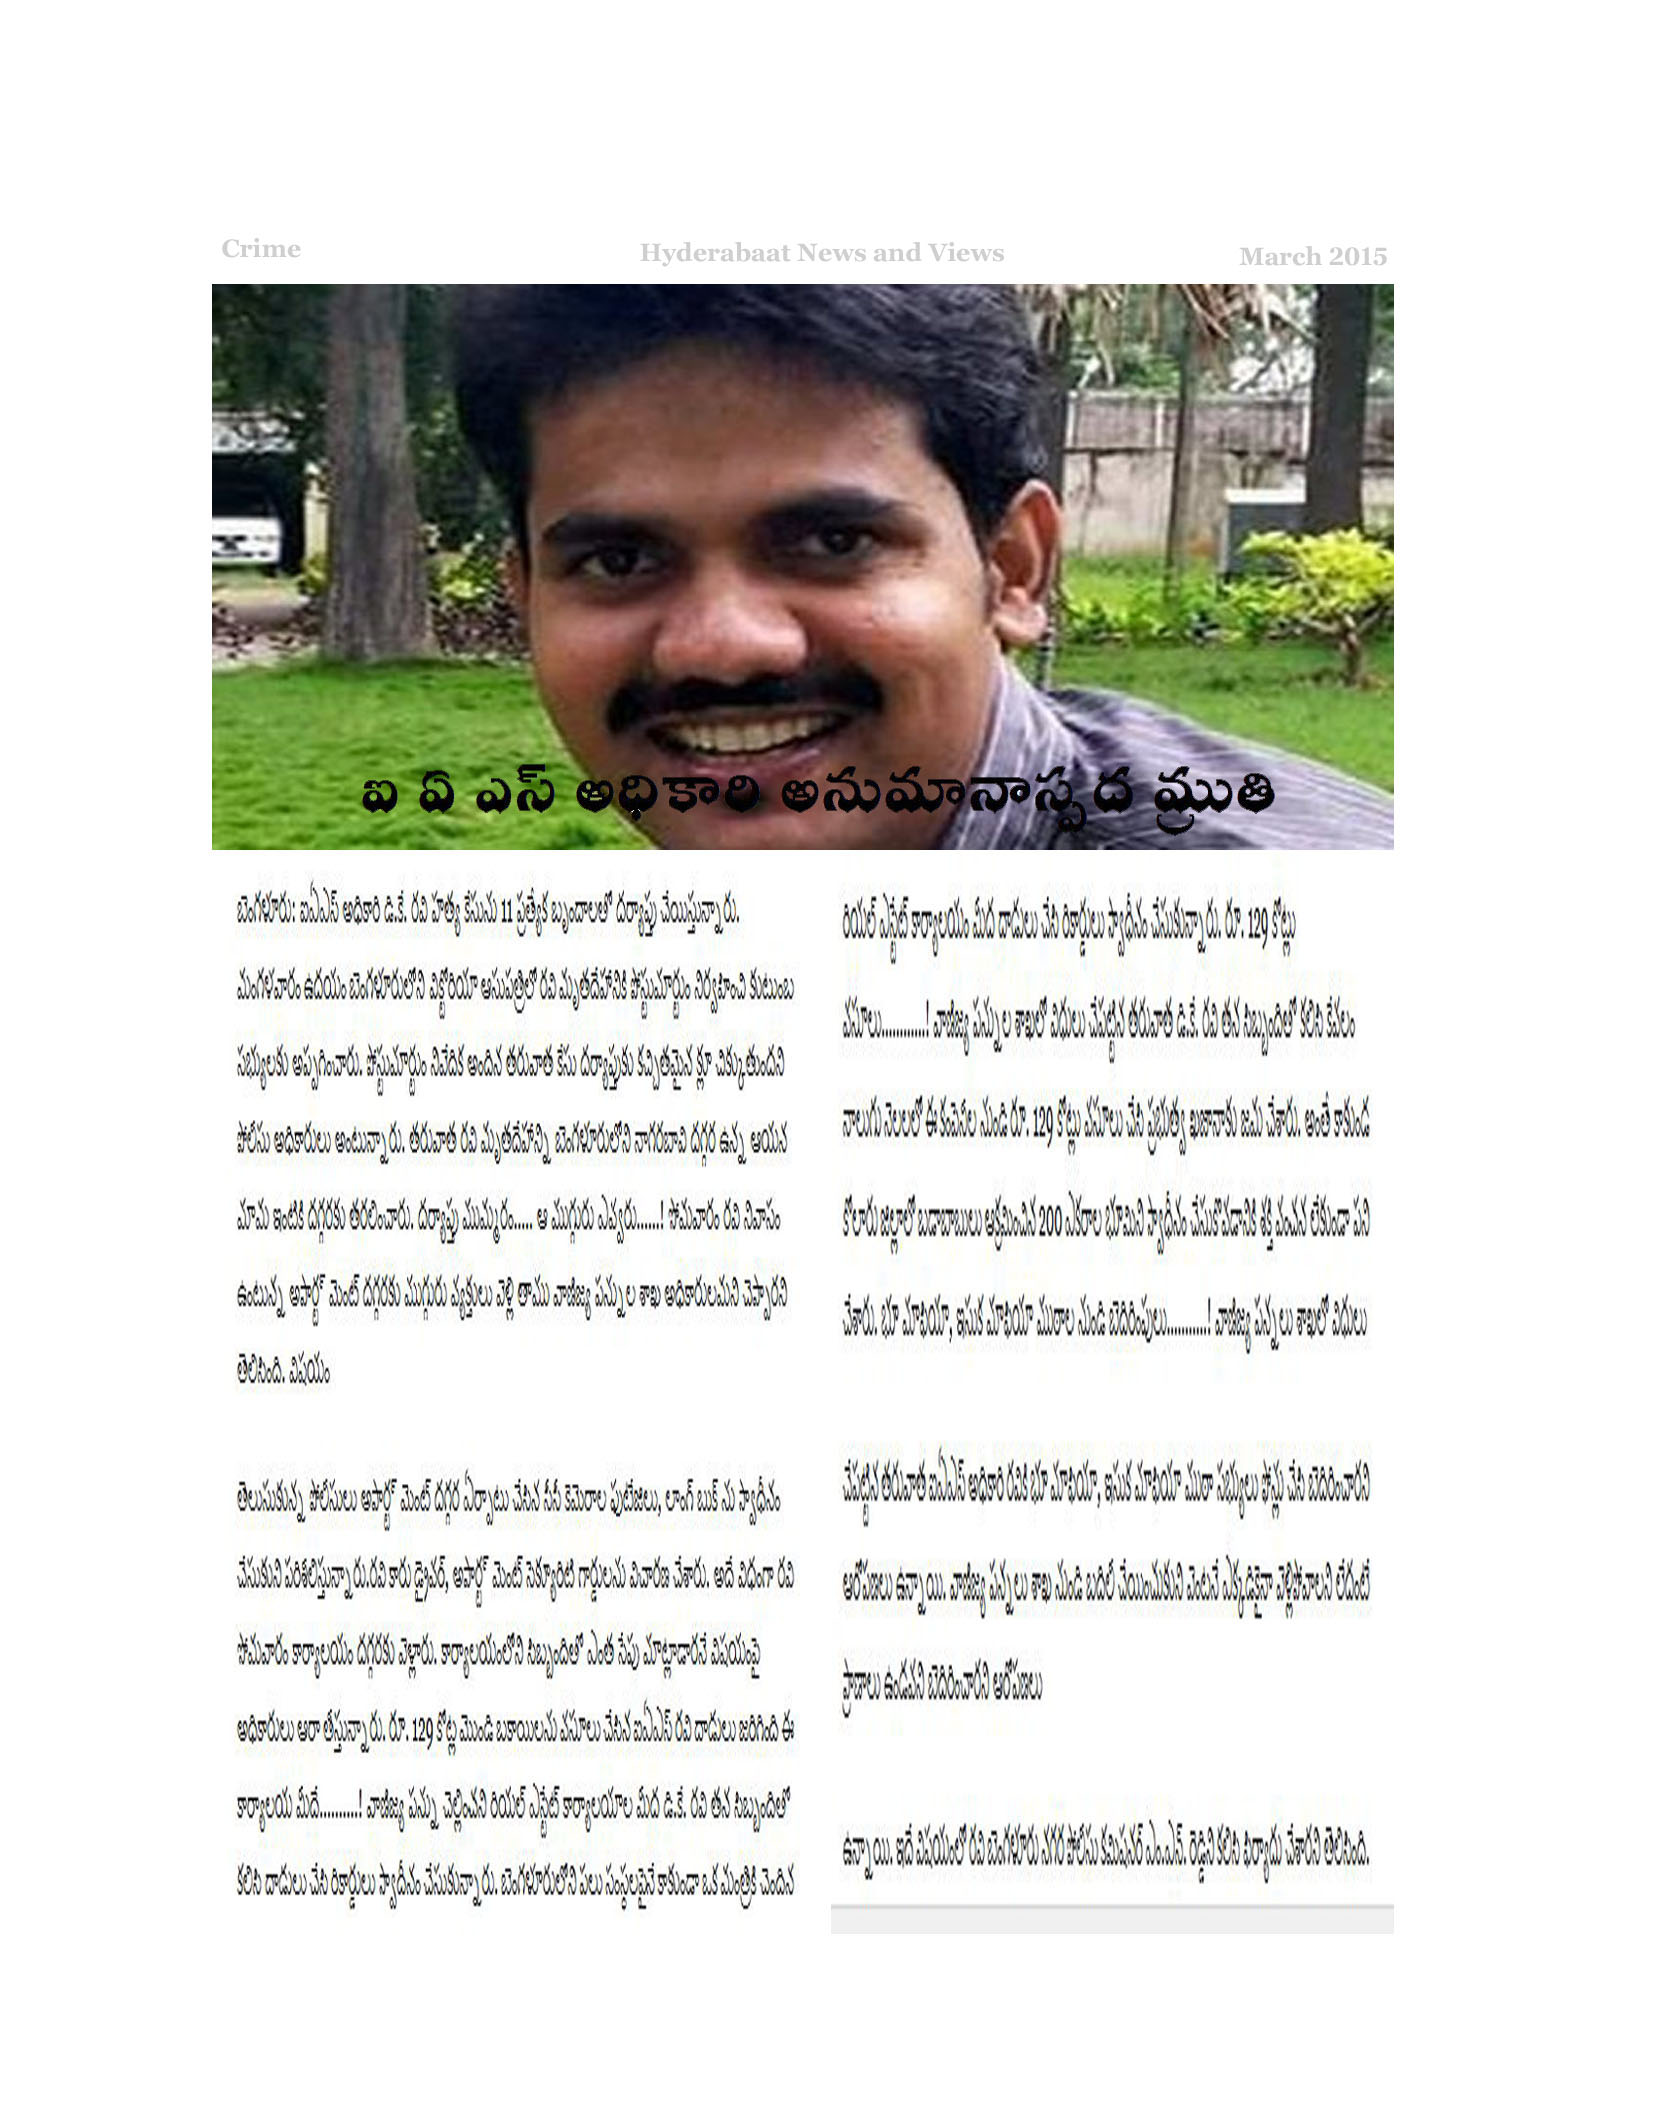 Crime
Hyderabaat News and Views
March 2015
ఐ ఏ ఎస్ అధికారి అనుమానాస్పద మ్రుతి
బెంగళూరు: ఐఏఎస్ అధికారి డి.కే. రవి హత్య కేసును 11 ప్రత్యేక బృందాలతో దర్యాప్తు చేయిస్తున్నారు.
మంగళవారం ఉదయం బెంగళూరులోని విక్టోరియా ఆసుపత్రిలో రవి మృతదేహానికి పోస్టుమార్టుం నిర్వహించి కుటుంబ
సభ్యులకు అప్పగించారు. పోస్టుమార్టుం నివేదిక అందిన తరువాత కేసు దర్యాప్తుకు కచ్చితమైన క్లూ చిక్కుతుందని
పోలీసు అధికారులు అంటున్నారు. తరువాత రవి మృతదేహాన్ని బెంగళూరులోని నాగరబావి దగ్గర ఉన్న ఆయన
మామ ఇంటికి దగ్గరకు తరలించారు. దర్యాప్తు ముమ్మరం..... ఆ ముగ్గురు ఎవ్వరు......! సోమవారం రవి నివాసం
ఉంటున్న అపార్ట్ మెంట్ దగ్గరకు ముగ్గురు వ్యక్తులు వెళ్లి తాము వాణిజ్య పన్నుల శాఖ అధికారులమని చెప్పారని
తెలిసింది. విషయం
తెలుసుకున్న పోలీసులు అపార్ట్ మెంట్ దగ్గర ఏర్పాటు చేసిన సీసీ కెమెరాల పుటేజీలు, లాంగ్ బుక్ ను స్వాధీనం
చేసుకుని పరిశీలిస్తున్నారు.రవి కారు డ్రైవర్, అపార్ట్ మెంట్ సెక్యూరిటి గార్డులను విచారణ చేశారు. అదే విధంగా రవి
సోమవారం కార్యాలయం దగ్గరకు వెళ్లారు. కార్యాలయంలోని సిబ్బందితో ఎంత సేపు మాట్లాడారనే విషయంపై
అధికారులు ఆరా తీస్తున్నారు. రూ. 129 కోట్ల మొండి బకాయిలను వసూలు చేసిన ఐఏఎస్ రవి దాడులు జరిగింది ఈ
కార్యాలయ మీదే..........! వాణిజ్య పన్ను చెల్లించని రియల్ ఎస్టేట్ కార్యాలయాల మీద డి.కే. రవి తన సిబ్బందితో
కలిసి దాడులు చేసి రికార్డులు స్వాధీనం చేసుకున్నారు. బెంగళూరులోని పలు సంస్థలపైనే కాకుండా ఒక మంత్రికి చెందిన
రియల్ ఎస్టేట్ కార్యాలయం మీద దాడులు చేసి రికార్డులు స్వాధీనం చేసుకున్నారు. రూ. 129 కోట్లు
వసూలు...........! వాణిజ్య పన్నుల శాఖలో విధులు చేపట్టిన తరువాత డి.కే. రవి తన సిబ్బందితో కలిసి కేవలం
నాలుగు నెలలలో ఈ కంపెనీల నుండి రూ. 129 కోట్లు వసూలు చేసి ప్రభుత్వ ఖజానాకు జమ చేశారు. అంతే కాకుండ
కోలారు జిల్లాలో బడాబాబులు ఆక్రమించిన 200 ఎకరాల భూమిని స్వాధీనం చేసుకోవడానికి శక్తి వంచన లేకుండా పని
చేశారు. భూ మాఫియా, ఇసుక మాఫియా ముఠాల నుండి బెదిరింపులు..........! వాణిజ్య పన్నలు శాఖలో విధులు
చేపట్టిన తరువాత ఐఏఎస్ అధికారి రవికి భూ మాఫియా, ఇసుక మాఫియా ముఠా సభ్యులు ఫోన్లు చేసి బెదిరించారని
ఆరోపణలు ఉన్నాయి. వాణిజ్య పన్నలు శాఖ నుండి బదిలీ చేయించుకుని వెంటనే ఎక్కడికైనా వెళ్లిపోవాలని లేదంటే
ప్రాణాలు ఉండవని బెదిరించారని ఆరోపణలు
ఉన్నాయి. ఇదే విషయంలో రవి బెంగళూరు నగర పోలీసు కమిషనర్ ఎం.ఎన్. రెడ్డిని కలిసి ఫిర్యాదు చేశారని తెలిసింది.